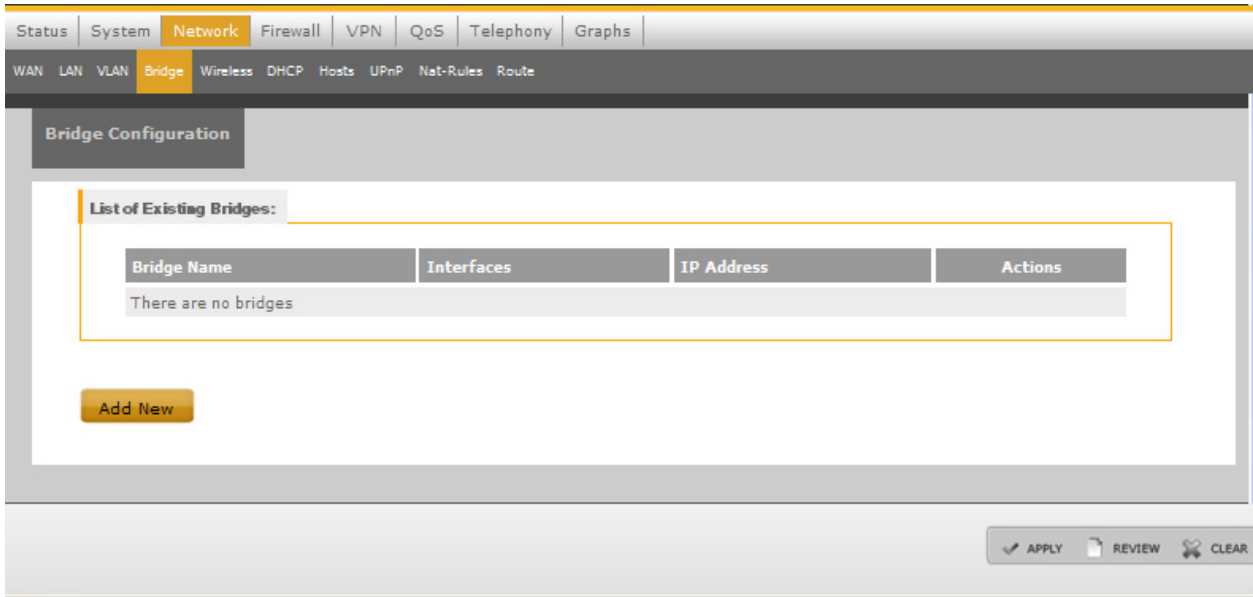 Status System Network Firewall VPN QoS Telephony Graphs
WAN LAN VLAN Bridge Wireless DHCP Hosts UPnP Nat-Rules Route
Bridge Configuration
List of Existing Bridges:
Bridge Name Interfaces IP Address Actions
There are no bridges
Add New
APPLY REVIEW CLEAR